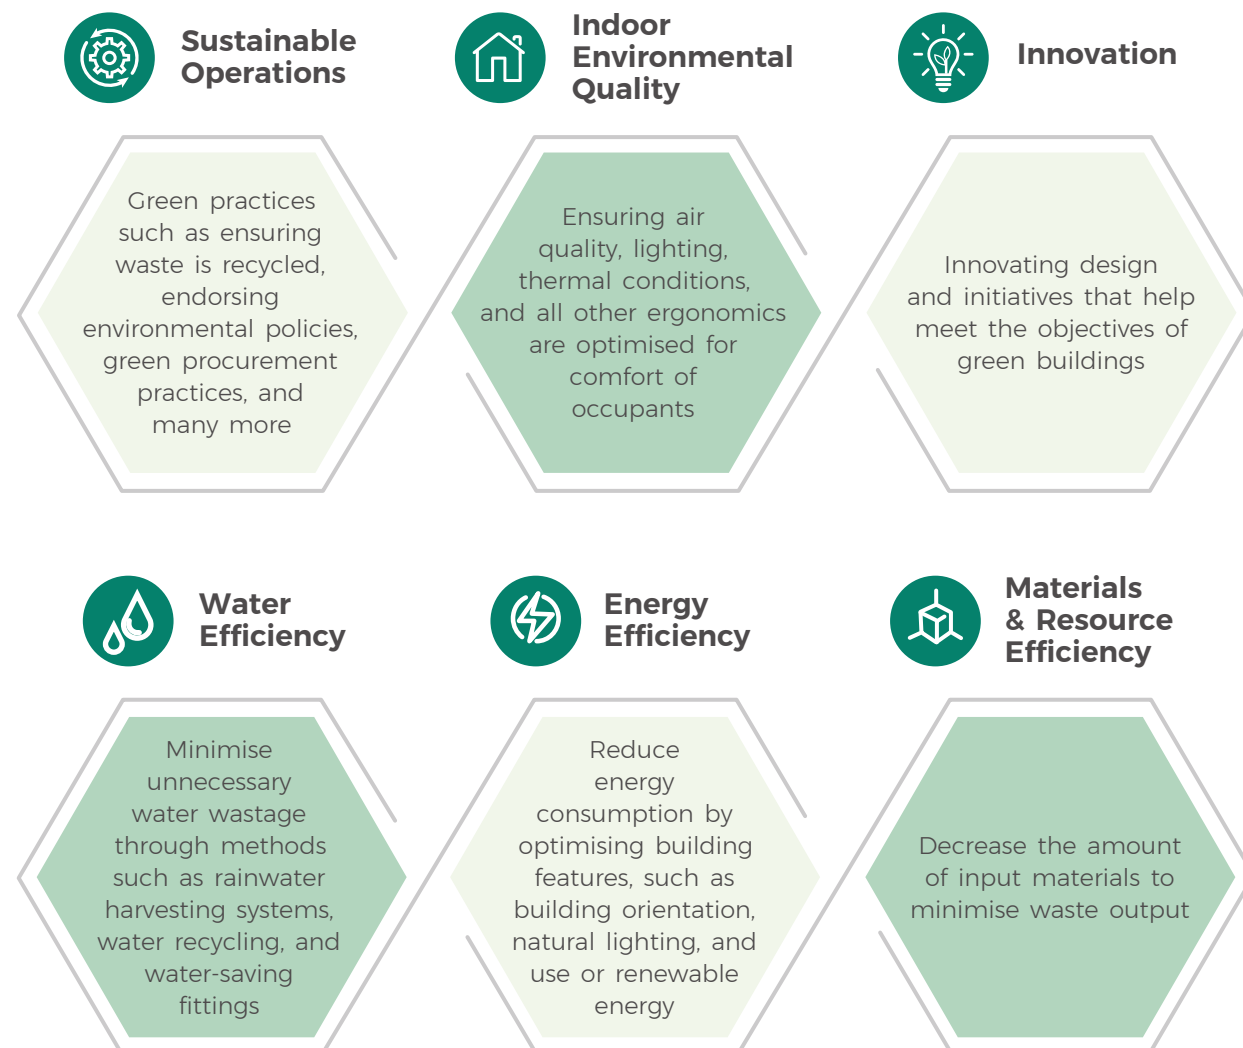 Sustainable
Operations
Green practices
such as ensuring
waste is recycled,
endorsing
environmental policies,
green procurement
practices, and
many more
Indoor
Environmental
Quality
Ensuring air
quality, lighting,
thermal conditions,
and all other ergonomics
are optimised for
comfort of
occupants
Innovation
Innovating design
and initiatives that help
meet the objectives of
green buildings
Water
Efficiency
Minimise
unnecessary
water wastage
through methods
such as rainwater
harvesting systems,
water recycling, and
water-saving
fittings
Energy
Efficiency
Reduce
energy
consumption by
optimising building
features, such as
building orientation,
natural lighting, and
use or renewable
energy
Materials
& Resource
Efficiency
Decrease the amount
of input materials to
minimise waste output